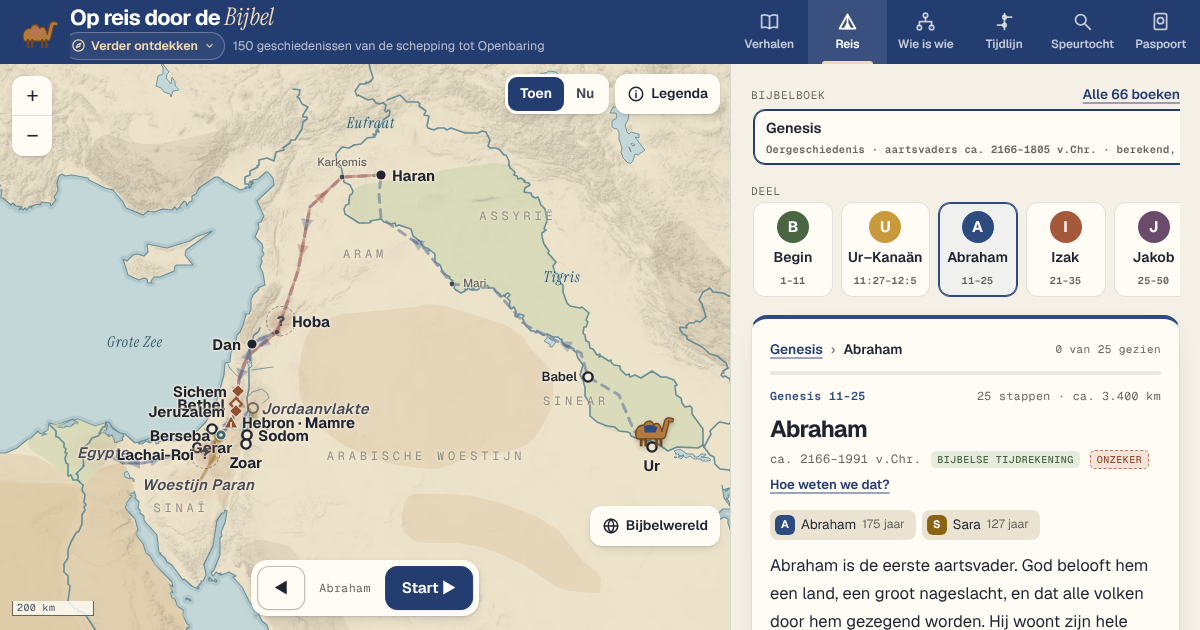 Op reis door de Bijbel
Verder ontdekken
150 geschiedenissen van de schepping tot Openbaring
Verhalen
Reis
Wie is wie
Tijdlijn
Speurtocht
Paspoort
+
−
Toen
Nu
Legenda
Eufraat
Karkemis
Haran
ASSYRIË
ARAM
Tigris
Mari
Hoba
?
Grote Zee
Dan
Babel
SINEAR
Sichem
Bethel
Jeruzalem
Jordaanvlakte
Hebron · Mamre
Berseba
Sodom
Gerar
Lachai-Roï
?
Zoar
ARABISCHE WOESTIJN
Ur
Woestijn Paran
SINAÏ
Bijbelwereld
◀
Abraham
Start ▶
200 km
BIJBELBOEK
Alle 66 boeken
Genesis
Oergeschiedenis · aartsvaders ca. 2166–1805 v.Chr. · berekend,
DEEL
B
Begin
1–11
U
Ur–Kanaän
11:27–12:5
A
Abraham
11–25
I
Izak
21–35
J
Jakob
25–50
Genesis › Abraham
0 van 25 gezien
Genesis 11–25
25 stappen · ca. 3.400 km
Abraham
ca. 2166–1991 v.Chr.
BIJBELSE TIJDREKENING
ONZEKER
Hoe weten we dat?
A Abraham 175 jaar
S Sara 127 jaar
Abraham is de eerste aartsvader. God belooft hem
een land, een groot nageslacht, en dat alle volken
door hem gezegend worden. Hij woont zijn hele